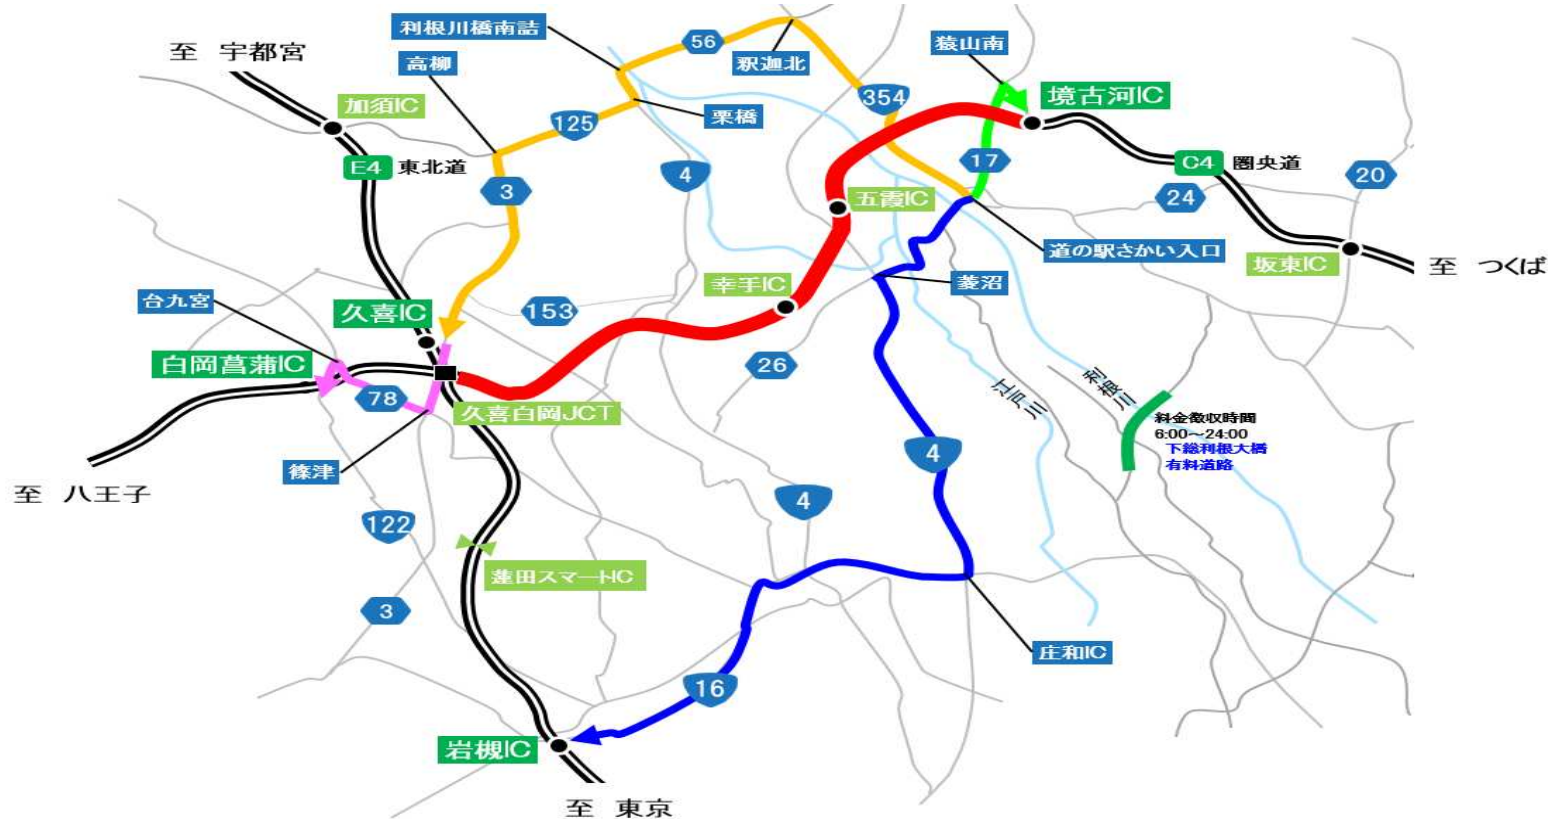 利根川橋南詰
56
釈迦北
猿山南
至 宇都宮
高柳
加須IC
354
境古河IC
125
栗橋
E4
東北道
3
4
17
C4
圏央道
20
24
五霞IC
道の駅さかい入口
坂東IC
至 つくば
幸手IC
菱沼
台九宮
久喜IC
153
白岡菖蒲IC
26
78
久喜白岡JCT
江戸川
利根川
料金徴収時間
6:00~24:00
下総利根大橋
有料道路
篠津
4
至 八王子
4
122
蓮田スマートIC
3
庄和IC
16
岩槻IC
至 東京